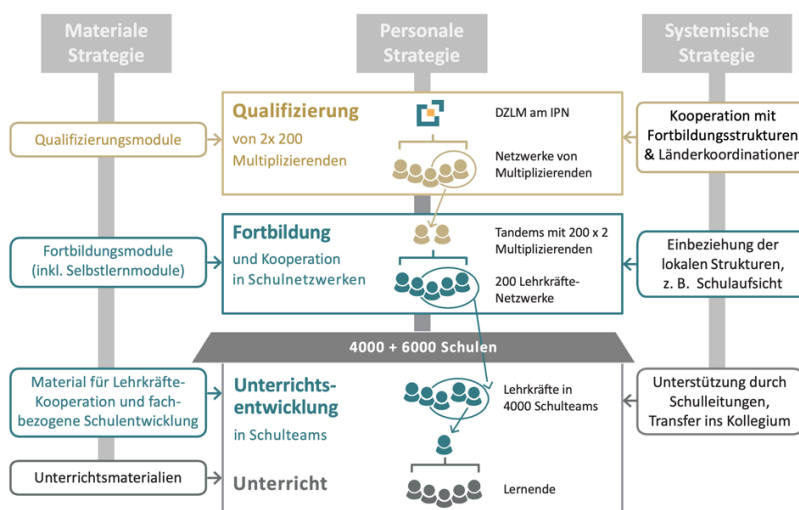 Materiale
Strategie
Personale
Strategie
Systemische
Strategie
Qualifizierungsmodule
Qualifizierung
von 2x 200
Multiplizierenden
DZLM am IPN
Netzwerke von
Multiplizierenden
Kooperation mit
Fortbildungsstrukturen
& Länderkoordinationen
Fortbildungsmodule
(inkl. Selbstlernmodule)
Fortbildung
und Kooperation
in Schulnetzwerken
Tandems mit 200 x 2
Multiplizierenden
200 Lehrkräfte-
Netzwerke
Einbeziehung der
lokalen Strukturen,
z. B. Schulaufsicht
4000 + 6000 Schulen
Material für Lehrkräfte-
Kooperation und fach-
bezogene Schulentwicklung
Unterrichts-
entwicklung
in Schulteams
Lehrkräfte in
4000 Schulteams
Unterstützung durch
Schulleitungen,
Transfer ins Kollegium
Unterrichtsmaterialien
Unterricht
Lernende